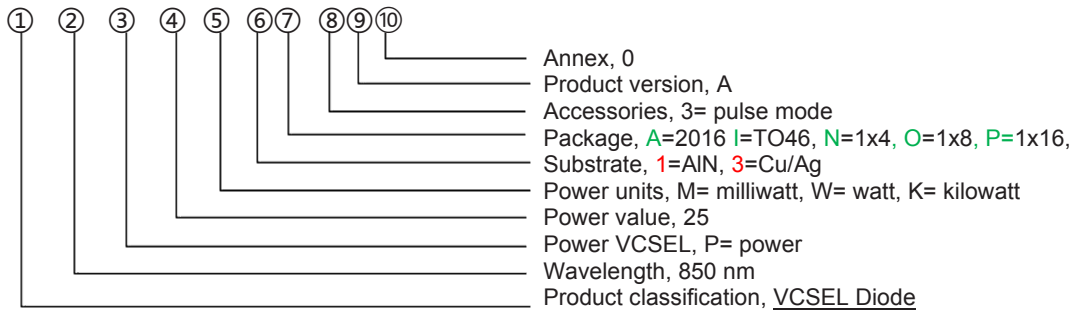 ① ② ③ ④ ⑤ ⑥⑦ ⑧⑨⑩
Annex, 0
Product version, A
Accessories, 3= pulse mode
Package, A=2016 I=TO46, N=1x4, O=1x8, P=1x16,
Substrate, 1=AlN, 3=Cu/Ag
Power units, M= milliwatt, W= watt, K= kilowatt
Power value, 25
Power VCSEL, P= power
Wavelength, 850 nm
Product classification, VCSEL Diode